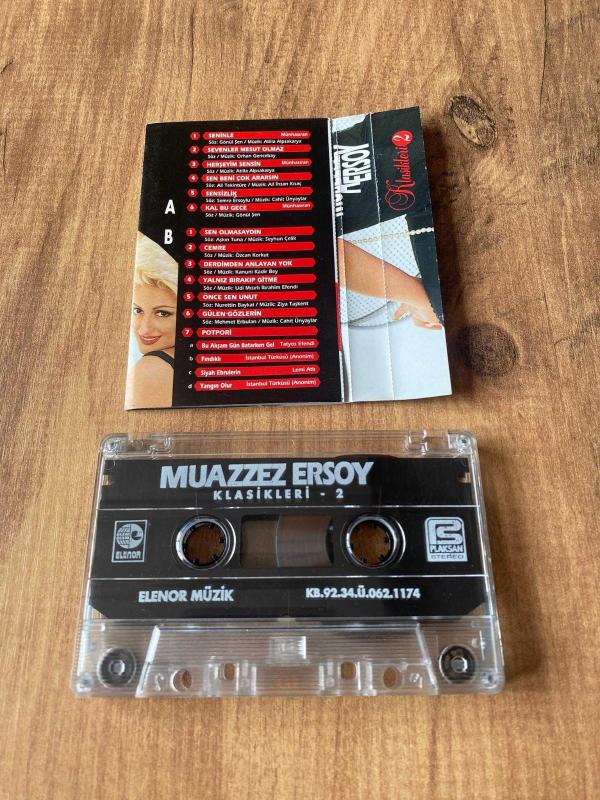 A
1 SENİNLE Münhasıran
Söz: Gönül Şen / Müzik: Atilla Alpsakarya
2 SEVENLER MESUT OLMAZ
Söz / Müzik: Orhan Gencebay
3 HERŞEYİM SENSİN Münhasıran
Söz / Müzik: Atilla Alpsakarya
4 SEN BENİ ÇOK ARARSIN
Söz: Ali Tekintüre / Müzik: Ali İhsan Kısaç
5 SENSİZLİK
Söz: Semra Ersoylu / Müzik: Cahit Ünyaylar
6 KAL BU GECE Münhasıran
Söz / Müzik: Gönül Şen
B
1 SEN OLMASAYDIN
Söz: Aşkın Tuna / Müzik: Seyhun Çelik
2 CEMRE
Söz / Müzik: Özcan Korkut
3 DERDİMDEN ANLAYAN YOK
Söz / Müzik: Kanuni Kadir Bey
4 YALNIZ BIRAKIP GİTME
Söz / Müzik: Udi Mısırlı İbrahim Efendi
5 ÖNCE SEN UNUT
Söz: Nurettin Baykal / Müzik: Ziya Taşkent
6 GÜLEN-GÖZLERİN
Söz: Mehmet Erbulan / Müzik: Cahit Ünyaylar
7 POTPORİ
a Bu Akşam Gün Batarken Gel Tatyos Efendi
b Fındıklı İstanbul Türküsü (Anonim)
c Siyah Ebrulerin Lemi Atlı
d Yangın Olur İstanbul Türküsü (Anonim)
ERSOY
Klasikleri 2
MUAZZEZ ERSOY
KLASİKLERİ - 2
ELENOR
PLAKSAN
STEREO
ELENOR MÜZİK KB.92.34.Ü.062.1174